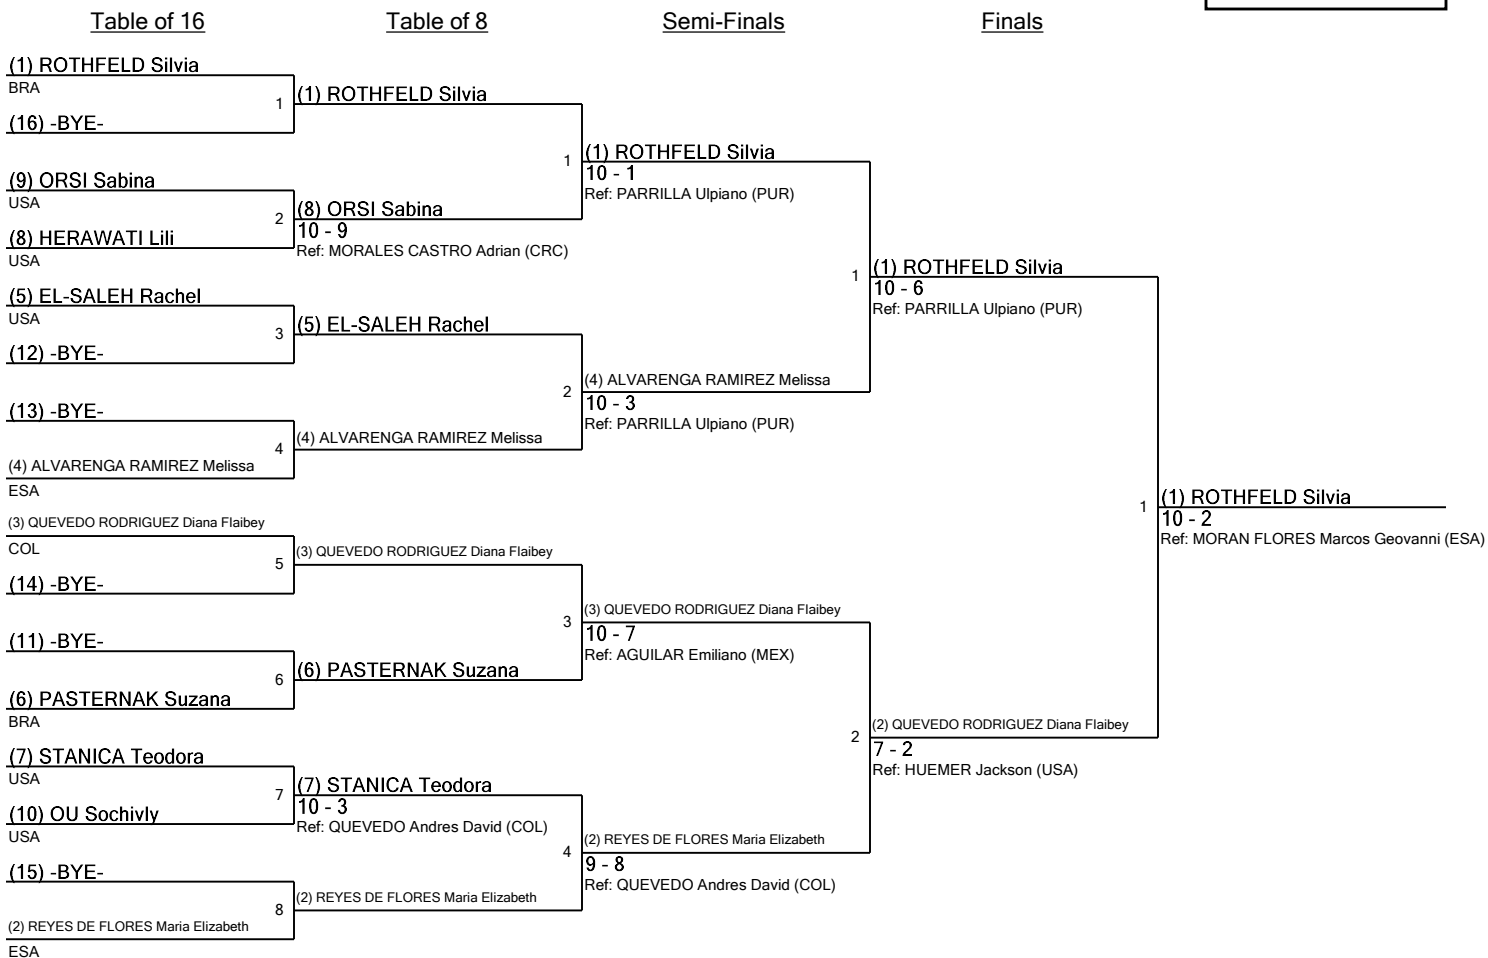 Table of 16
Table of 8
Semi-Finals
Finals
(1) ROTHFELD Silvia
BRA
(16) -BYE-
(9) ORSI Sabina
USA
(8) HERAWATI Lili
USA
(5) EL-SALEH Rachel
USA
(12) -BYE-
(13) -BYE-
(4) ALVARENGA RAMIREZ Melissa
ESA
(3) QUEVEDO RODRIGUEZ Diana Flaibey
COL
(14) -BYE-
(11) -BYE-
(6) PASTERNAK Suzana
BRA
(7) STANICA Teodora
USA
(10) OU Sochivly
USA
(15) -BYE-
(2) REYES DE FLORES Maria Elizabeth
ESA
1
(1) ROTHFELD Silvia
2
(8) ORSI Sabina
10 - 9
Ref: MORALES CASTRO Adrian (CRC)
3
(5) EL-SALEH Rachel
4
(4) ALVARENGA RAMIREZ Melissa
5
(3) QUEVEDO RODRIGUEZ Diana Flaibey
6
(6) PASTERNAK Suzana
7
(7) STANICA Teodora
10 - 3
Ref: QUEVEDO Andres David (COL)
8
(2) REYES DE FLORES Maria Elizabeth
1
(1) ROTHFELD Silvia
10 - 1
Ref: PARRILLA Ulpiano (PUR)
2
(4) ALVARENGA RAMIREZ Melissa
10 - 3
Ref: PARRILLA Ulpiano (PUR)
3
(3) QUEVEDO RODRIGUEZ Diana Flaibey
10 - 7
Ref: AGUILAR Emiliano (MEX)
4
(2) REYES DE FLORES Maria Elizabeth
9 - 8
Ref: QUEVEDO Andres David (COL)
1
(1) ROTHFELD Silvia
10 - 6
Ref: PARRILLA Ulpiano (PUR)
2
(2) QUEVEDO RODRIGUEZ Diana Flaibey
7 - 2
Ref: HUEMER Jackson (USA)
1
(1) ROTHFELD Silvia
10 - 2
Ref: MORAN FLORES Marcos Geovanni (ESA)